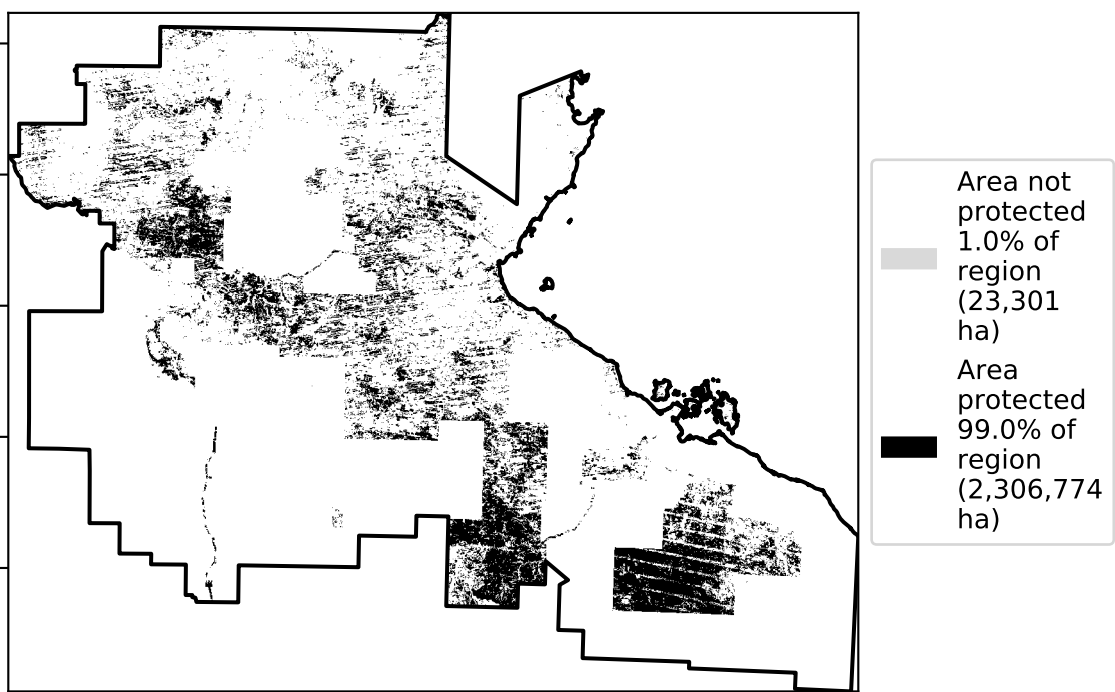 Area not
protected
1.0% of
region
(23,301
ha)
Area
protected
99.0% of
region
(2,306,774
ha)